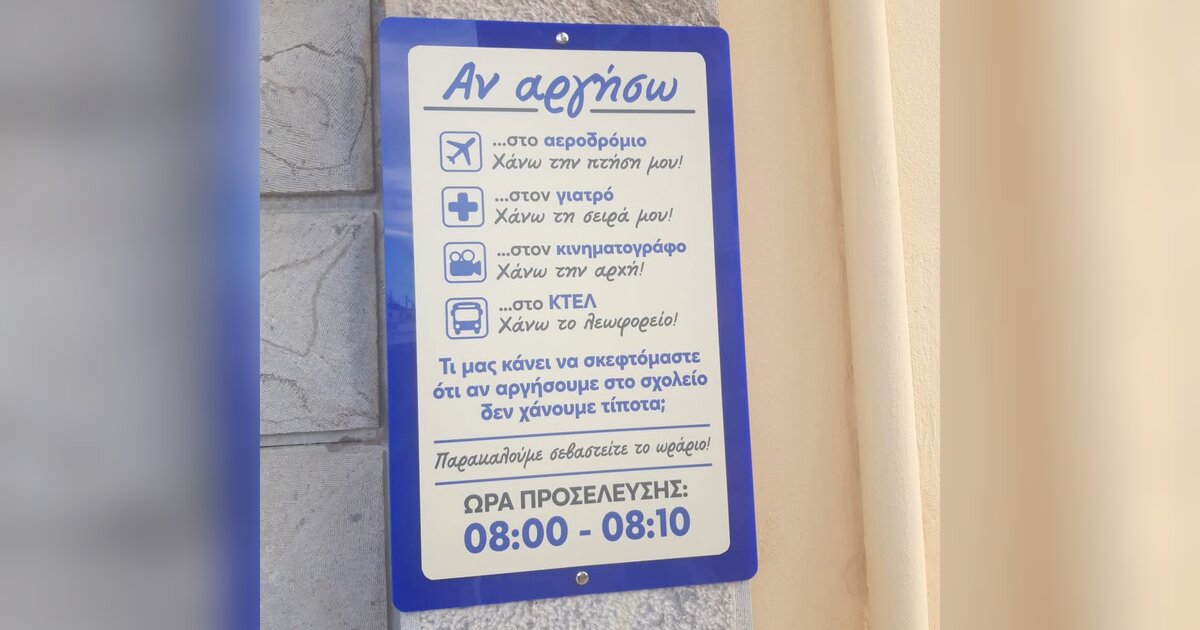 Αν αργήσω
...στο αεροδρόμιο
Χάνω την πτήση μου!
...στον γιατρό
Χάνω τη σειρά μου!
...στον κινηματογράφο
Χάνω την αρχή!
...στο ΚΤΕΛ
Χάνω το λεωφορείο!
Τι μας κάνει να σκεφτόμαστε
ότι αν αργήσουμε στο σχολείο
δεν χάνουμε τίποτα;
Παρακαλούμε σεβαστείτε το ωράριο!
ΩΡΑ ΠΡΟΣΕΛΕΥΣΗΣ:
08:00 - 08:10